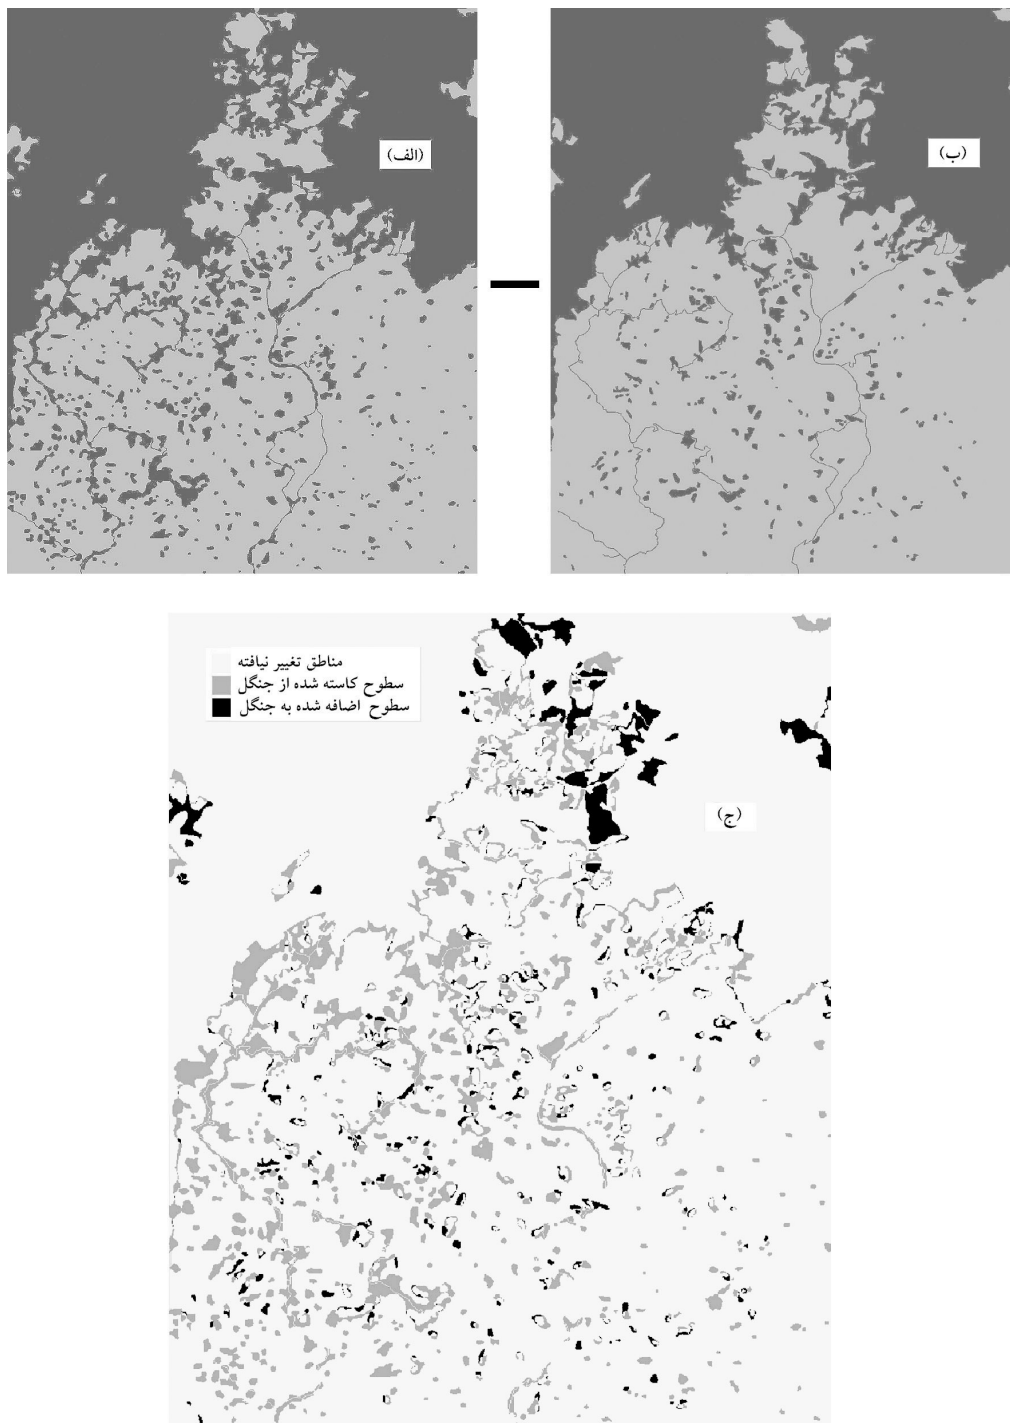 (الف)
(ب)
مناطق تغییر نیافته
سطوح کاسته شده از جنگل
سطوح اضافه شده به جنگل
(ج)